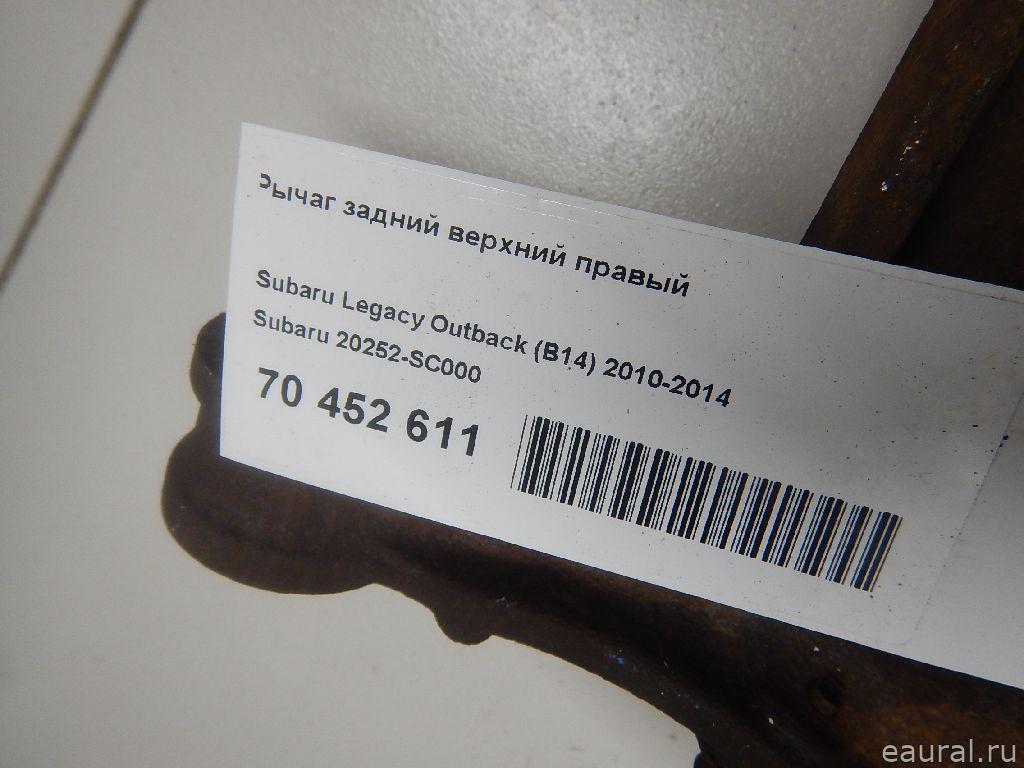 Рычаг задний верхний правый
Subaru Legacy Outback (B14) 2010-2014
Subaru 20252-SC000
70 452 611
eaural.ru